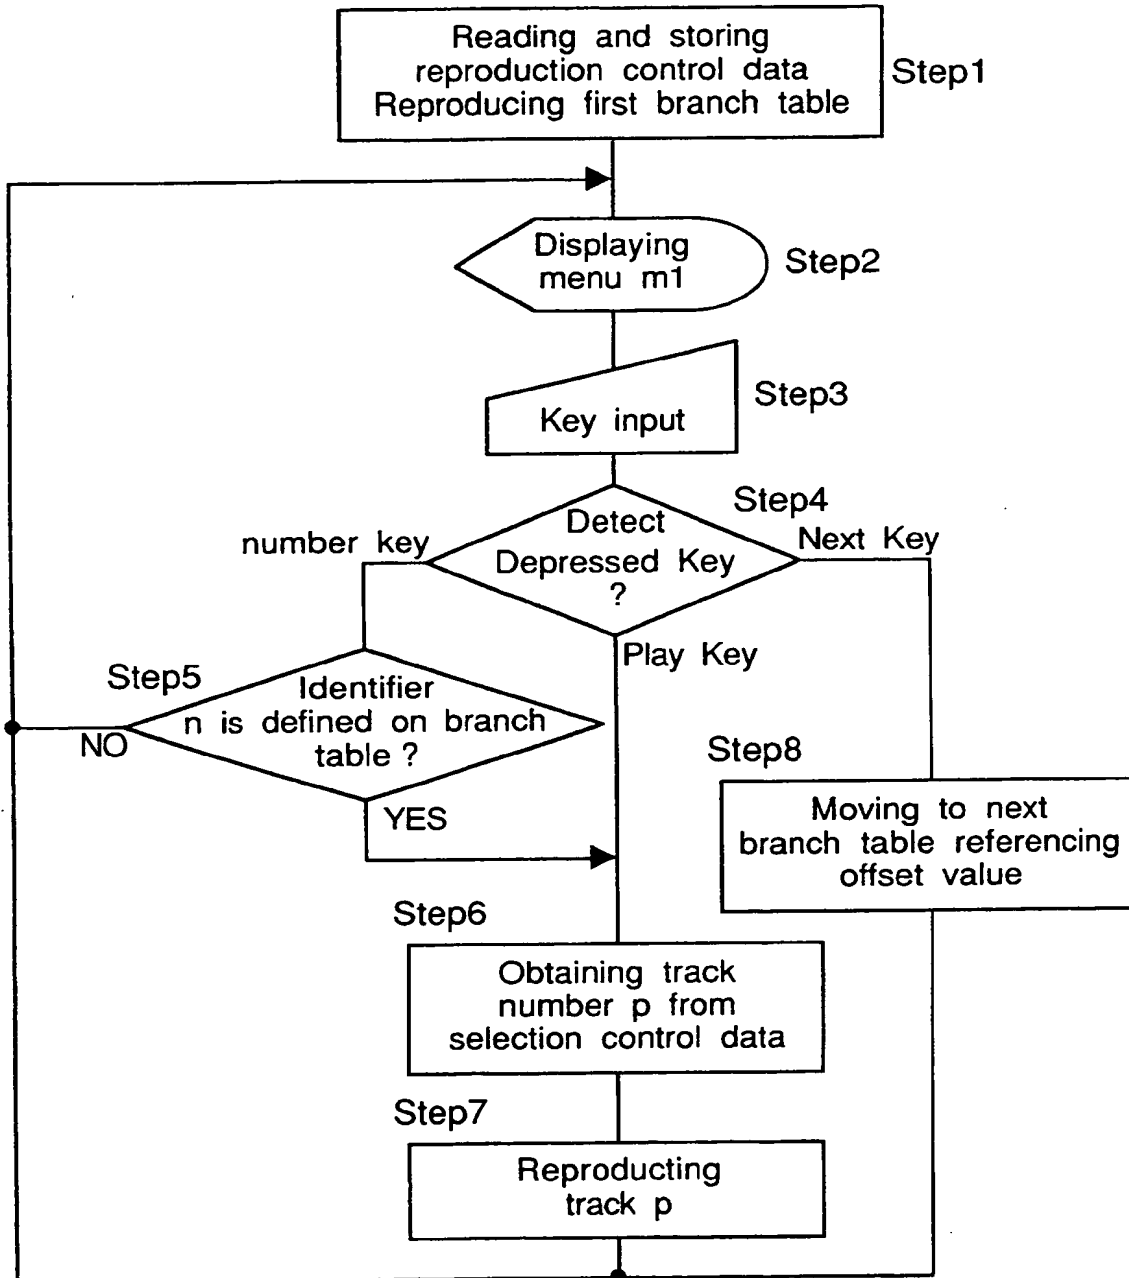 Reading and storing
reproduction control data
Reproducing first branch table
Step1
Displaying
menu m1
Step2
Key input
Step3
Step4
Detect
Depressed Key
?
number key
Next Key
Play Key
Step5
Identifier
n is defined on branch
table ?
NO
YES
Step8
Moving to next
branch table referencing
offset value
Step6
Obtaining track
number p from
selection control data
Step7
Reproducting
track p